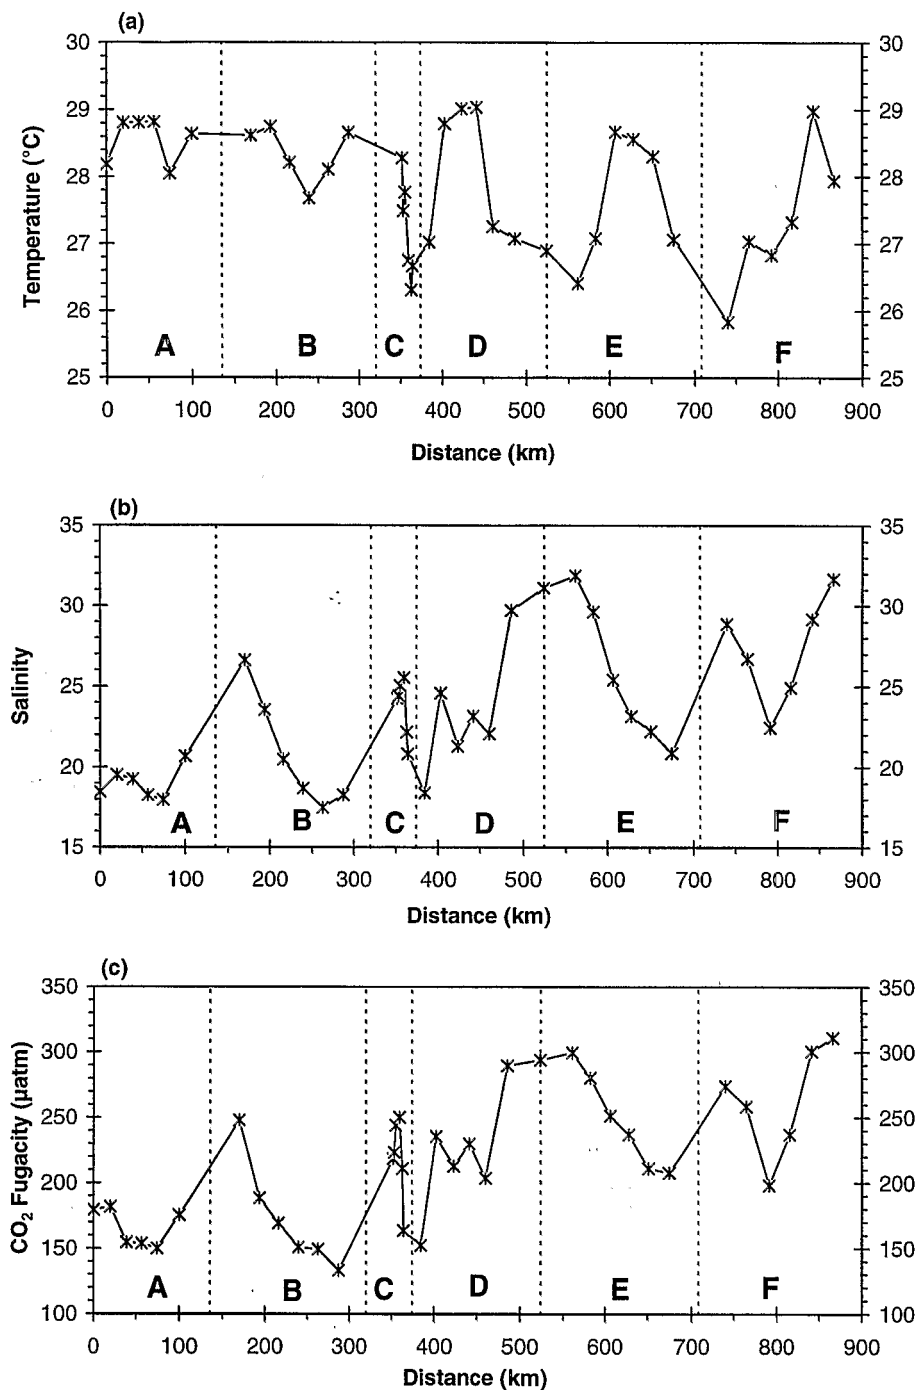 (a)
30 30
29 29
28 28
27 27
26 26
25 25
Temperature (°C)
A B C D E F
0 100 200 300 400 500 600 700 800 900
Distance (km)
(b)
35 35
30 30
25 25
20 20
15 15
Salinity
A B C D E F
0 100 200 300 400 500 600 700 800 900
Distance (km)
(c)
350 350
300 300
250 250
200 200
150 150
100 100
CO2 Fugacity (µatm)
A B C D E F
0 100 200 300 400 500 600 700 800 900
Distance (km)